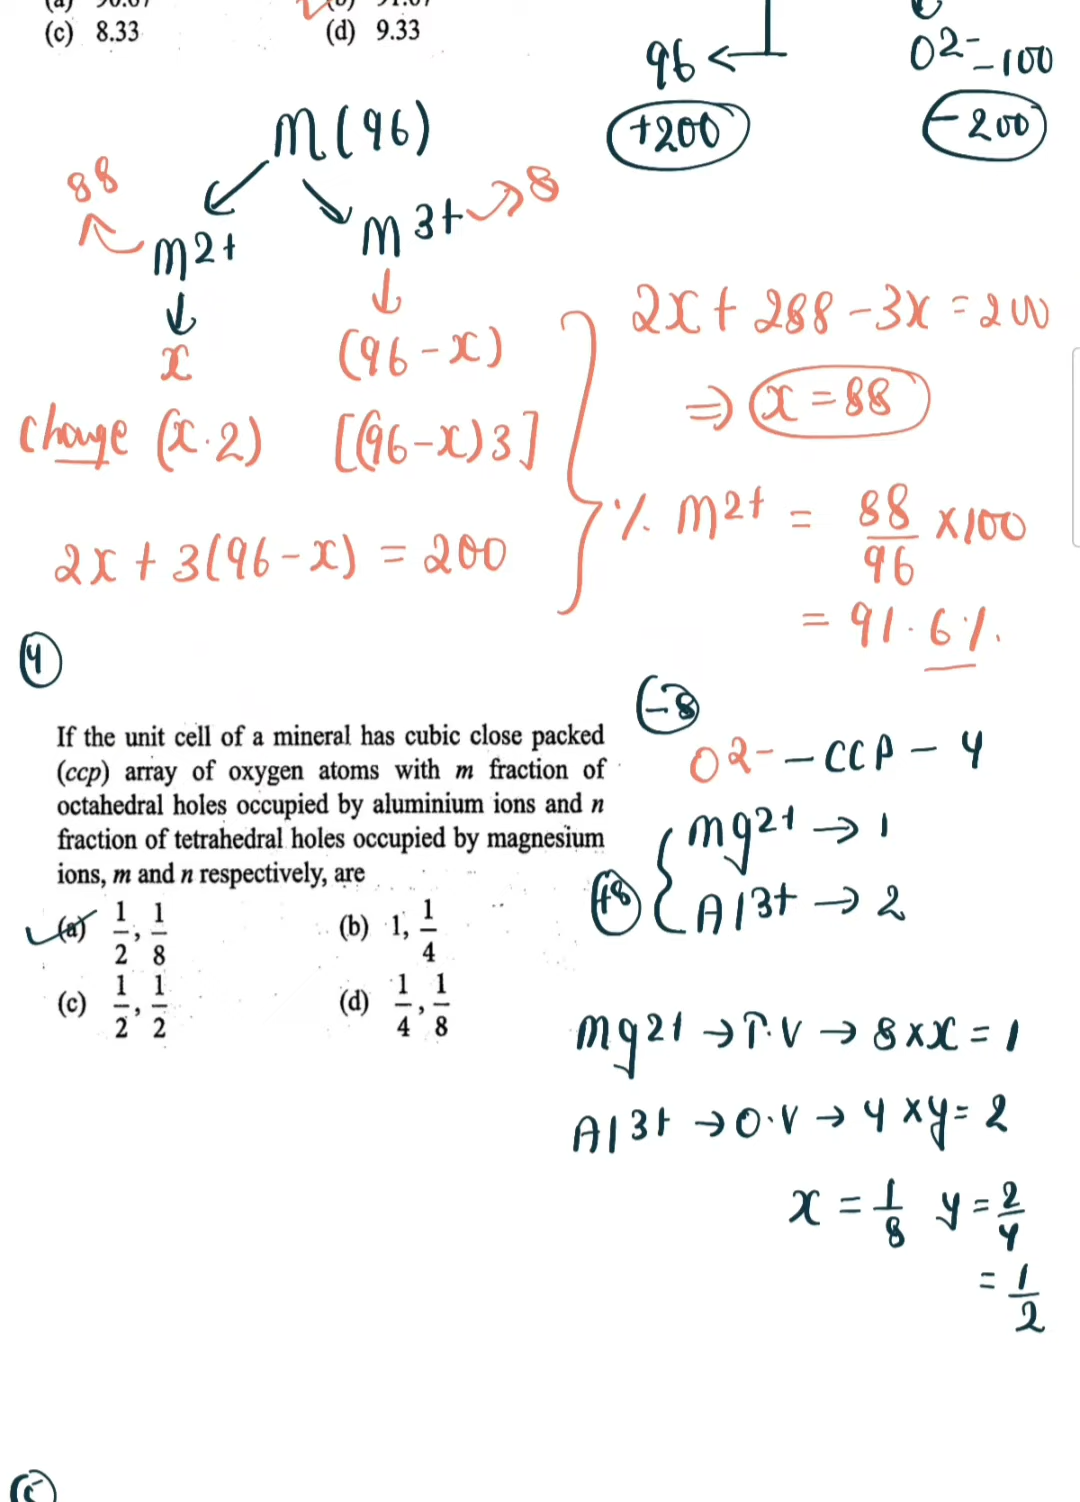 (c) 8.33
(d) 9.33
96 ←
O2- - 100
+200
-200
M(96)
88
M2+
M3+ → 8
x
(96-x)
Change (x.2) [(96-x)3]
2x + 3(96-x) = 200
2x + 288 - 3x = 200
⇒ x = 88
% M2+ = 88/96 x100
= 91.6%.
4
If the unit cell of a mineral has cubic close packed
(ccp) array of oxygen atoms with m fraction of
octahedral holes occupied by aluminium ions and n
fraction of tetrahedral holes occupied by magnesium
ions, m and n respectively, are
(a) 1/2, 1/8
(b) 1, 1/4
(c) 1/2, 1/2
(d) 1/4, 1/8
-8
O2- - CCP - 4
Mg2+ → 1
+8
Al3+ → 2
Mg2+ → T.V → 8 x x = 1
Al3+ → O.V → 4 x y = 2
x = 1/8 y = 2/4
= 1/2